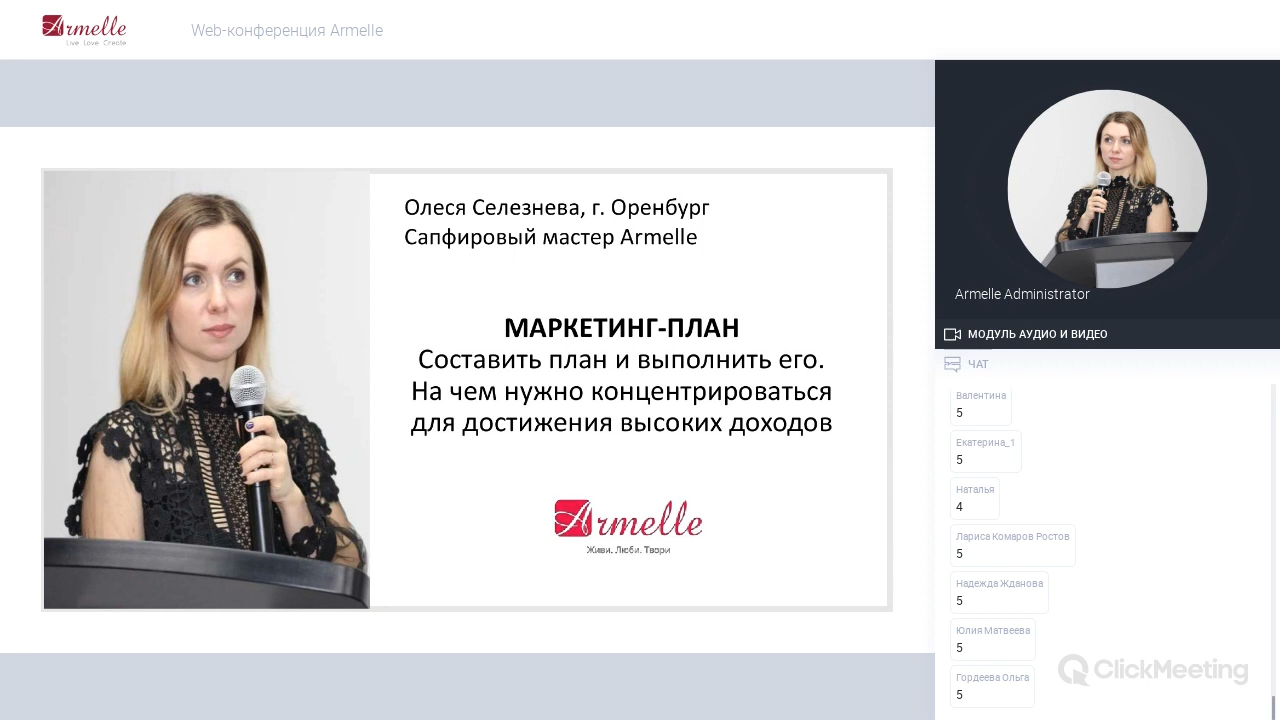 Armelle
Live Love Create
Web-конференция Armelle
Олеся Селезнева, г. Оренбург
Сапфировый мастер Armelle
МАРКЕТИНГ-ПЛАН
Составить план и выполнить его.
На чем нужно концентрироваться
для достижения высоких доходов
Armelle
Живи. Люби. Твори
Armelle Administrator
МОДУЛЬ АУДИО И ВИДЕО
ЧАТ
Валентина
5
Екатерина_1
5
Наталья
4
Лариса Комаров Ростов
5
Надежда Жданова
5
Юлия Матвеева
5
Гордеева Ольга
5
ClickMeeting